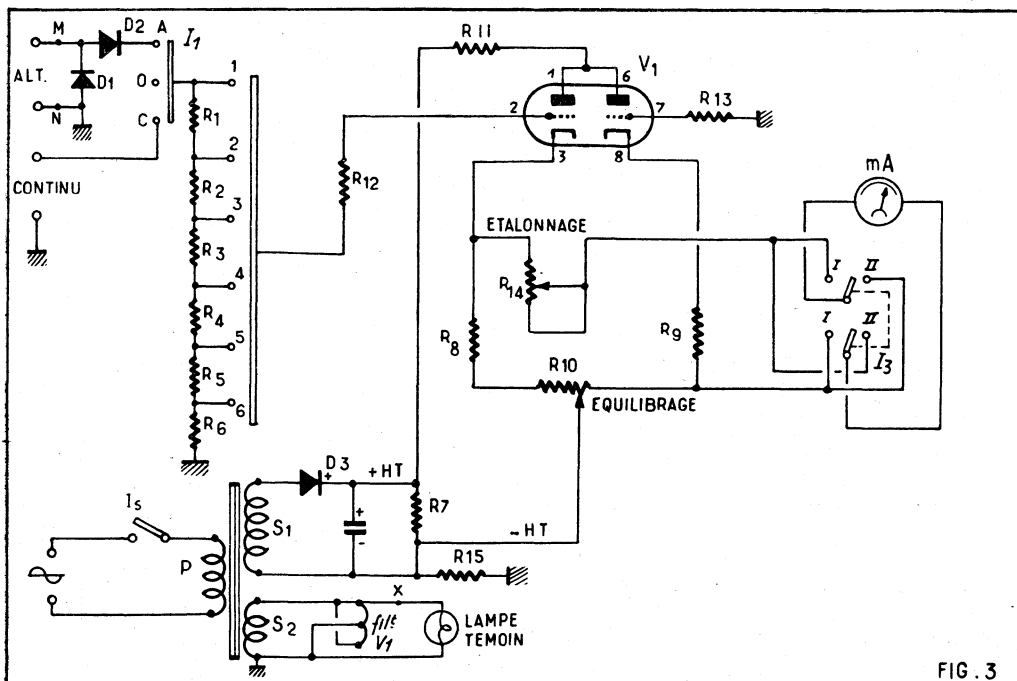 M
D2
A
I1
ALT.
D1
O
N
C
CONTINU
1
R1
2
R2
3
R3
4
R4
5
R5
6
R6
R12
R11
V1
1
6
2
7
3
8
R13
ETALONNAGE
R14
R8
R9
R10
EQUILIBRAGE
mA
I
II
I
II
I3
Is
P
S1
D3
+
+HT
+
-
R7
-HT
R15
X
S2
filt
V1
LAMPE
TEMOIN
FIG. 3